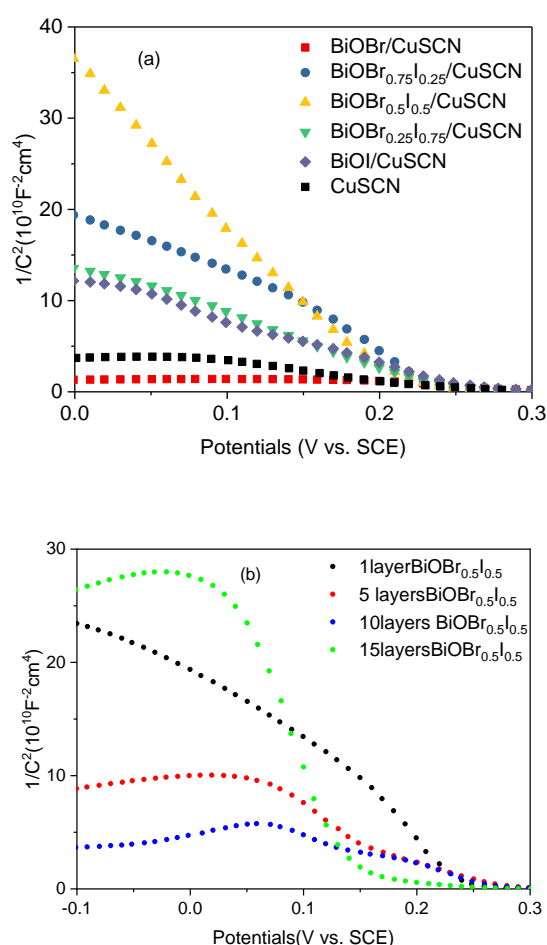 (a)
BiOBr/CuSCN
BiOBr0.75I0.25/CuSCN
BiOBr0.5I0.5/CuSCN
BiOBr0.25I0.75/CuSCN
BiOI/CuSCN
CuSCN
1/C2(1010F-2cm4)
40
30
20
10
0
0.0 0.1 0.2 0.3
Potentials (V vs. SCE)
(b)
1layerBiOBr0.5I0.5
5 layersBiOBr0.5I0.5
10layers BiOBr0.5I0.5
15layersBiOBr0.5I0.5
1/C2(1010F-2cm4)
30
20
10
0
-0.1 0.0 0.1 0.2 0.3
Potentials(V vs. SCE)